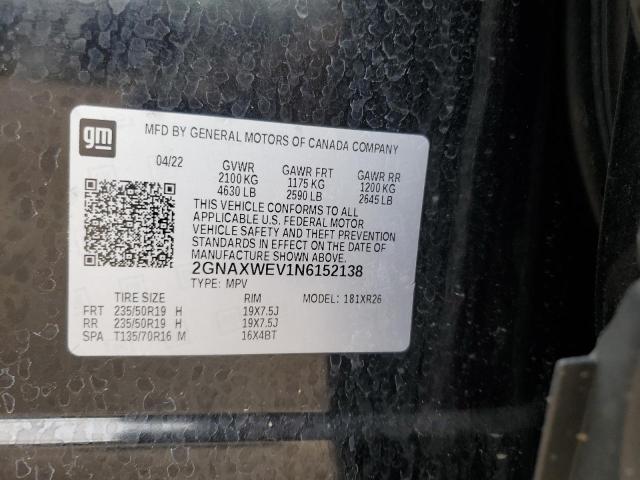 gm
MFD BY GENERAL MOTORS OF CANADA COMPANY
04/22 GVWR GAWR FRT GAWR RR
2100 KG 1175 KG 1200 KG
4630 LB 2590 LB 2645 LB
THIS VEHICLE CONFORMS TO ALL
APPLICABLE U.S. FEDERAL MOTOR
VEHICLE SAFETY AND THEFT PREVENTION
STANDARDS IN EFFECT ON THE DATE OF
MANUFACTURE SHOWN ABOVE.
2GNAXWEV1N6152138
TYPE: MPV MODEL: 181XR26
TIRE SIZE RIM
FRT 235/50R19 H 19X7.5J
RR 235/50R19 H 19X7.5J
SPA T135/70R16 M 16X4BT